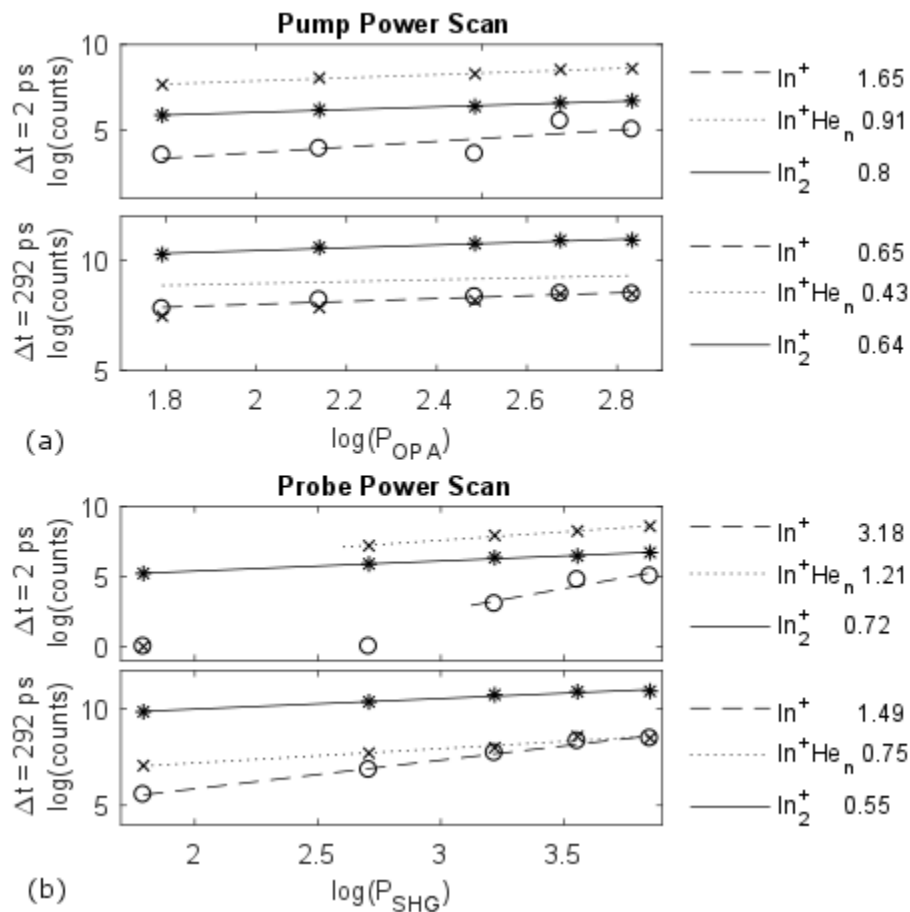 (a)
Pump Power Scan
Δt = 2 ps
log(counts)
10
5
In⁺ 1.65
In⁺Heₙ 0.91
In₂⁺ 0.8
Δt = 292 ps
log(counts)
10
5
In⁺ 0.65
In⁺Heₙ 0.43
In₂⁺ 0.64
1.8 2 2.2 2.4 2.6 2.8
log(P_OPA)
(b)
Probe Power Scan
Δt = 2 ps
log(counts)
10
5
0
In⁺ 3.18
In⁺Heₙ 1.21
In₂⁺ 0.72
Δt = 292 ps
log(counts)
10
5
In⁺ 1.49
In⁺Heₙ 0.75
In₂⁺ 0.55
2 2.5 3 3.5
log(P_SHG)